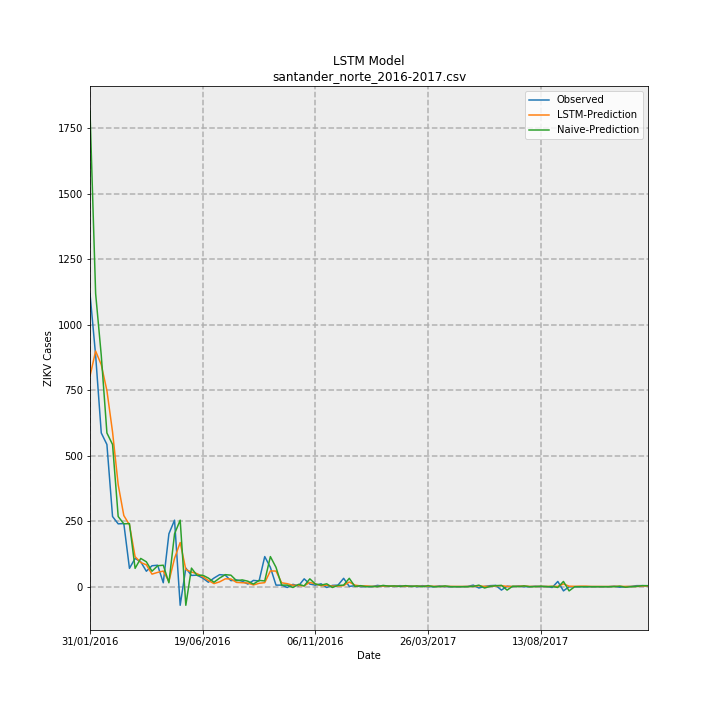 LSTM Model
santander_norte_2016-2017.csv
Observed
LSTM-Prediction
Naive-Prediction
ZIKV Cases
1750
1500
1250
1000
750
500
250
0
31/01/2016
19/06/2016
06/11/2016
26/03/2017
13/08/2017
Date